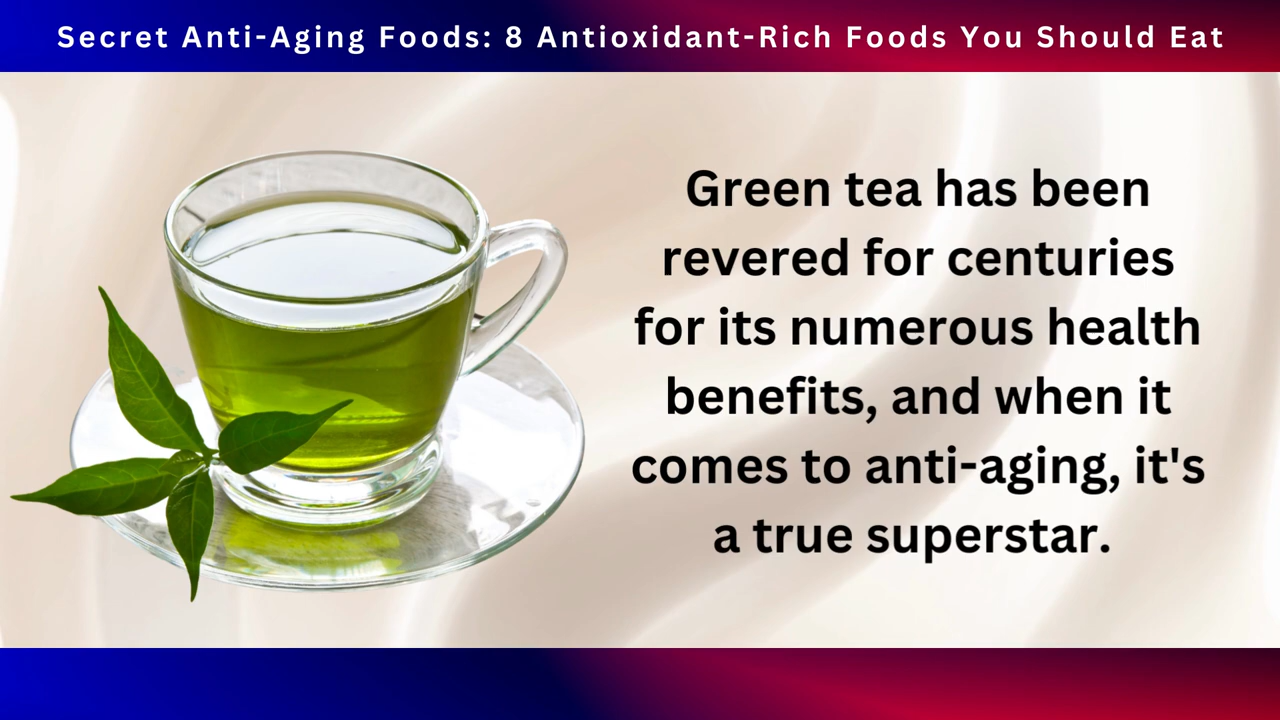 Secret Anti-Aging Foods: 8 Antioxidant-Rich Foods You Should Eat
Green tea has been
revered for centuries
for its numerous health
benefits, and when it
comes to anti-aging, it's
a true superstar.